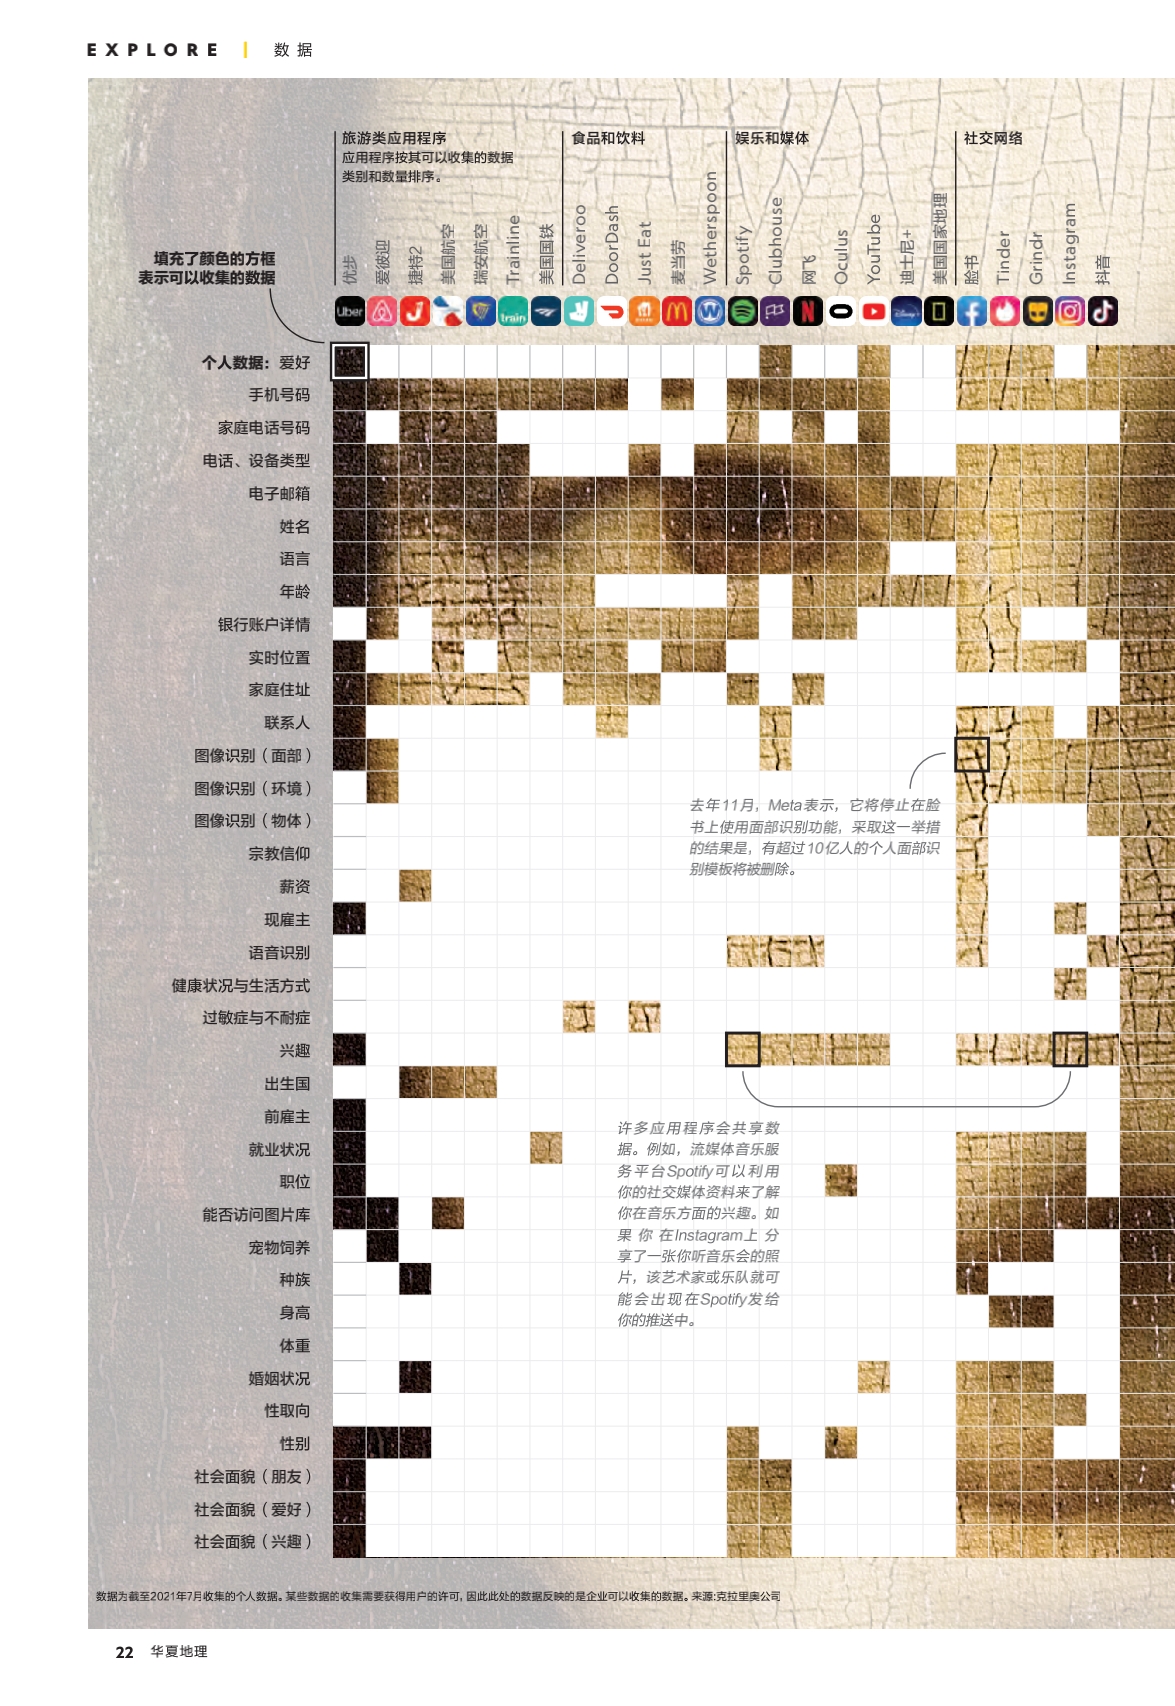 EXPLORE | 数据
旅游类应用程序
应用程序按其可以收集的数据
类别和数量排序。
食品和饮料
娱乐和媒体
社交网络
填充了颜色的方框
表示可以收集的数据
优步
爱彼迎
捷特2
美国航空
瑞安航空
Trainline
美国国铁
Deliveroo
DoorDash
Just Eat
麦当劳
Wetherspoon
Spotify
Clubhouse
网飞
Oculus
YouTube
迪士尼+
美国国家地理
脸书
Tinder
Grindr
Instagram
抖音
Uber
train
Disney+
个人数据：爱好
手机号码
家庭电话号码
电话、设备类型
电子邮箱
姓名
语言
年龄
银行账户详情
实时位置
家庭住址
联系人
图像识别（面部）
图像识别（环境）
图像识别（物体）
宗教信仰
薪资
现雇主
语音识别
健康状况与生活方式
过敏症与不耐症
兴趣
出生国
前雇主
就业状况
职位
能否访问图片库
宠物饲养
种族
身高
体重
婚姻状况
性取向
性别
社会面貌（朋友）
社会面貌（爱好）
社会面貌（兴趣）
去年11月，Meta表示，它将停止在脸
书上使用面部识别功能，采取这一举措
的结果是，有超过10亿人的个人面部识
别模板将被删除。
许多应用程序会共享数
据。例如，流媒体音乐服
务平台Spotify可以利用
你的社交媒体资料来了解
你在音乐方面的兴趣。如
果你在Instagram上分
享了一张你听音乐会的照
片，该艺术家或乐队就可
能会出现在Spotify发给
你的推送中。
数据为截至2021年7月收集的个人数据。某些数据的收集需要获得用户的许可，因此此处的数据反映的是企业可以收集的数据。来源:克拉里奥公司
22 华夏地理